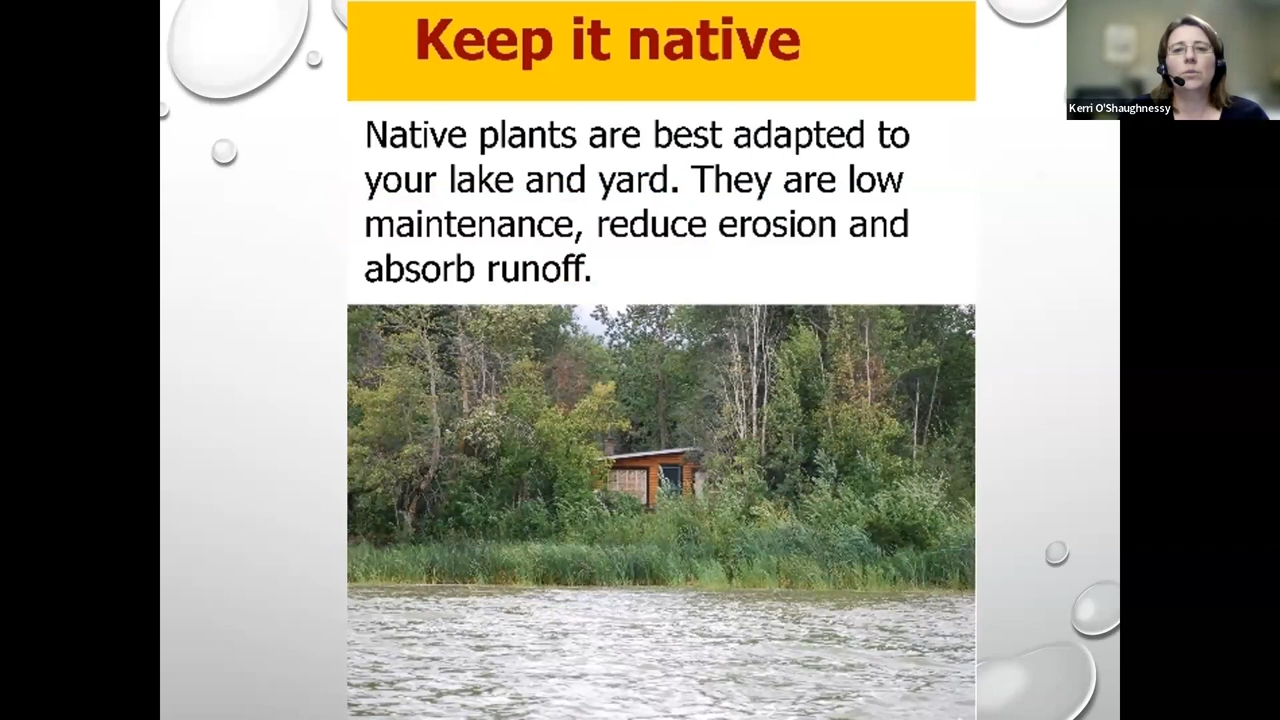 Keep it native
Kerri O'Shaughnessy
Native plants are best adapted to
your lake and yard. They are low
maintenance, reduce erosion and
absorb runoff.